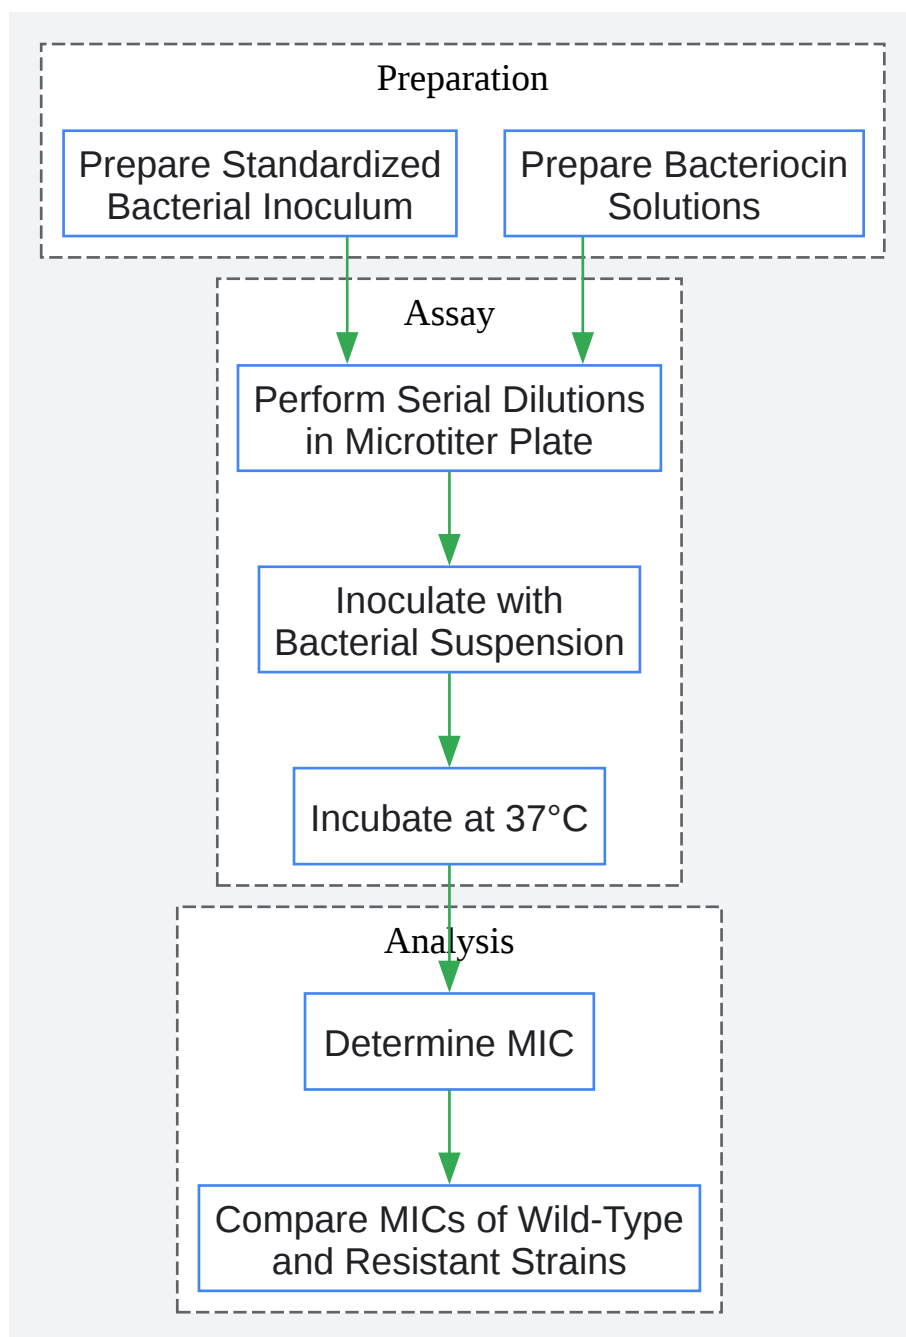 Preparation
Prepare Standardized
Bacterial Inoculum
Prepare Bacteriocin
Solutions
Assay
Perform Serial Dilutions
in Microtiter Plate
Inoculate with
Bacterial Suspension
Incubate at 37°C
Analysis
Determine MIC
Compare MICs of Wild-Type
and Resistant Strains